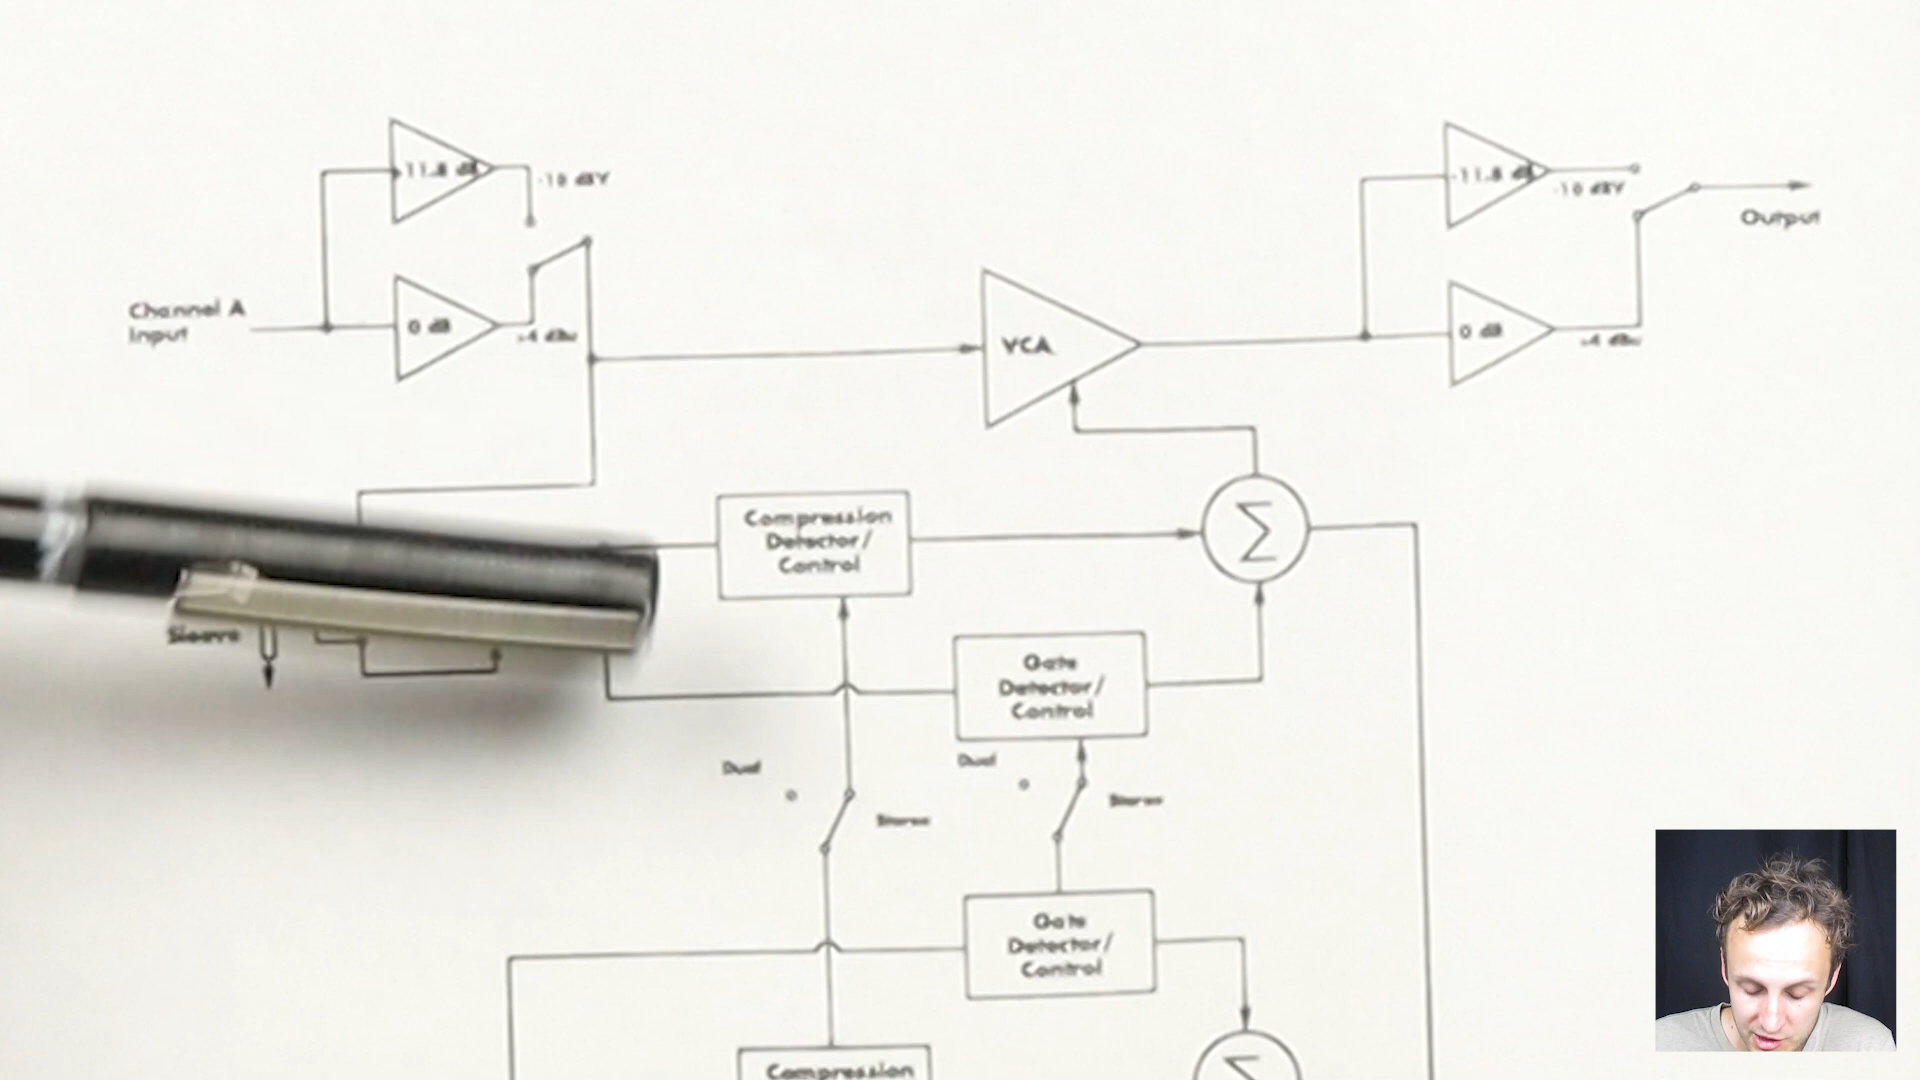 +11.8 dB
-10 dBV
-11.8 dB
-10 dBV
Output
Channel A
Input
0 dB
+4 dBu
VCA
0 dB
+4 dBu
Compression
Detector/
Control
Σ
Sleeve
Gate
Detector/
Control
Dual
Stereo
Dual
Stereo
Gate
Detector/
Control
Compression
Σ